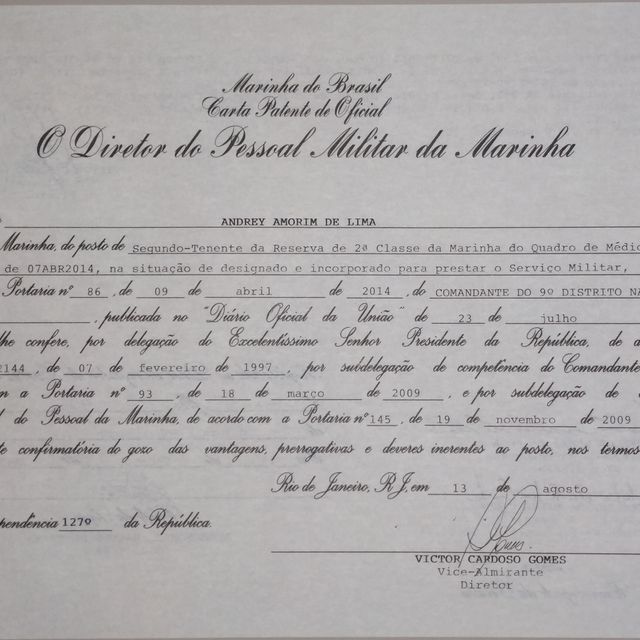 Marinha do Brasil
Carta Patente de Oficial
O Diretor do Pessoal Militar da Marinha
ANDREY AMORIM DE LIMA
Marinha, do posto de Segundo-Tenente da Reserva de 2ª Classe da Marinha do Quadro de Médic
de 07ABR2014, na situação de designado e incorporado para prestar o Serviço Militar,
Portaria nº 86, de 09 de abril de 2014, do COMANDANTE DO 9º DISTRITO NA
, publicada no "Diário Oficial da União" de 23 de julho
lhe confere, por delegação do Excelentíssimo Senhor Presidente da República, de a
2144, de 07 de fevereiro de 1997, por subdelegação de competência do Comandante
m a Portaria nº 93, de 18 de março de 2009, e por subdelegação de
l do Pessoal da Marinha, de acordo com a Portaria nº 145, de 19 de novembro de 2009
te confirmatória do gozo das vantagens, prerrogativas e deveres inerentes ao posto, nos termos
Rio de Janeiro, RJ, em 13 de agosto
pendência 127º da República.
VICTOR CARDOSO GOMES
Vice-Almirante
Diretor